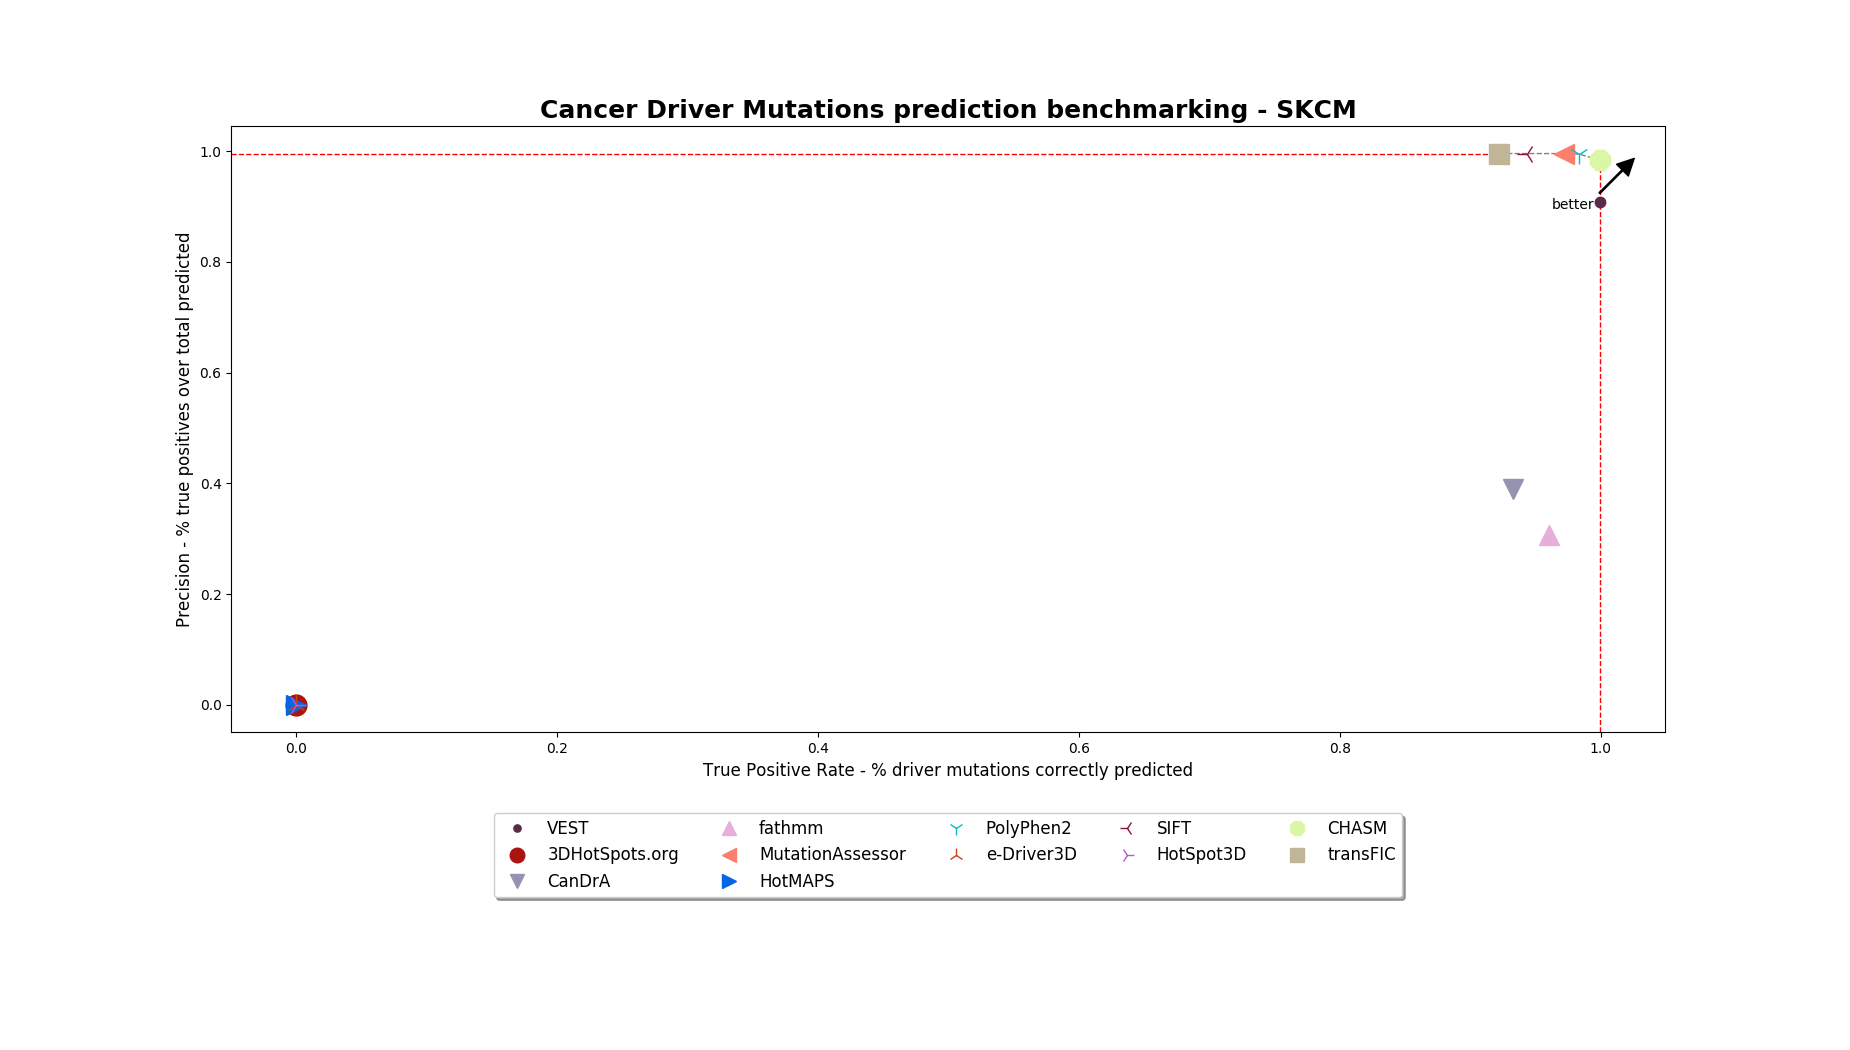 Cancer Driver Mutations prediction benchmarking - SKCM
Precision - % true positives over total predicted
1.0
0.8
0.6
0.4
0.2
0.0
better
0.0 0.2 0.4 0.6 0.8 1.0
True Positive Rate - % driver mutations correctly predicted
VEST fathmm PolyPhen2 SIFT CHASM
3DHotSpots.org MutationAssessor e-Driver3D HotSpot3D transFIC
CanDrA HotMAPS